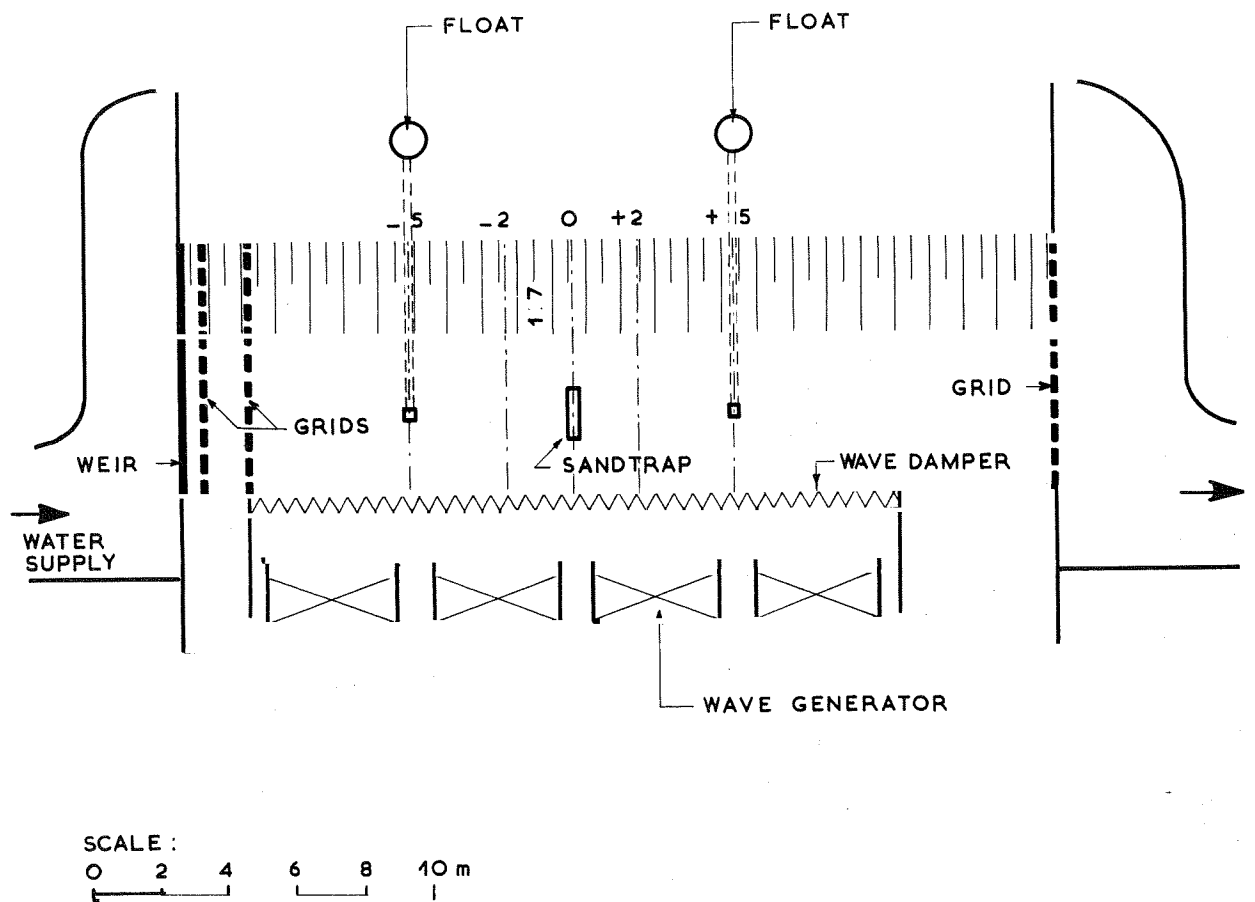 FLOAT
FLOAT
- 5 -2 0 +2 + 5
1:7
GRID
GRIDS
WEIR
SANDTRAP
WAVE DAMPER
WATER
SUPPLY
WAVE GENERATOR
SCALE :
0 2 4 6 8 10 m